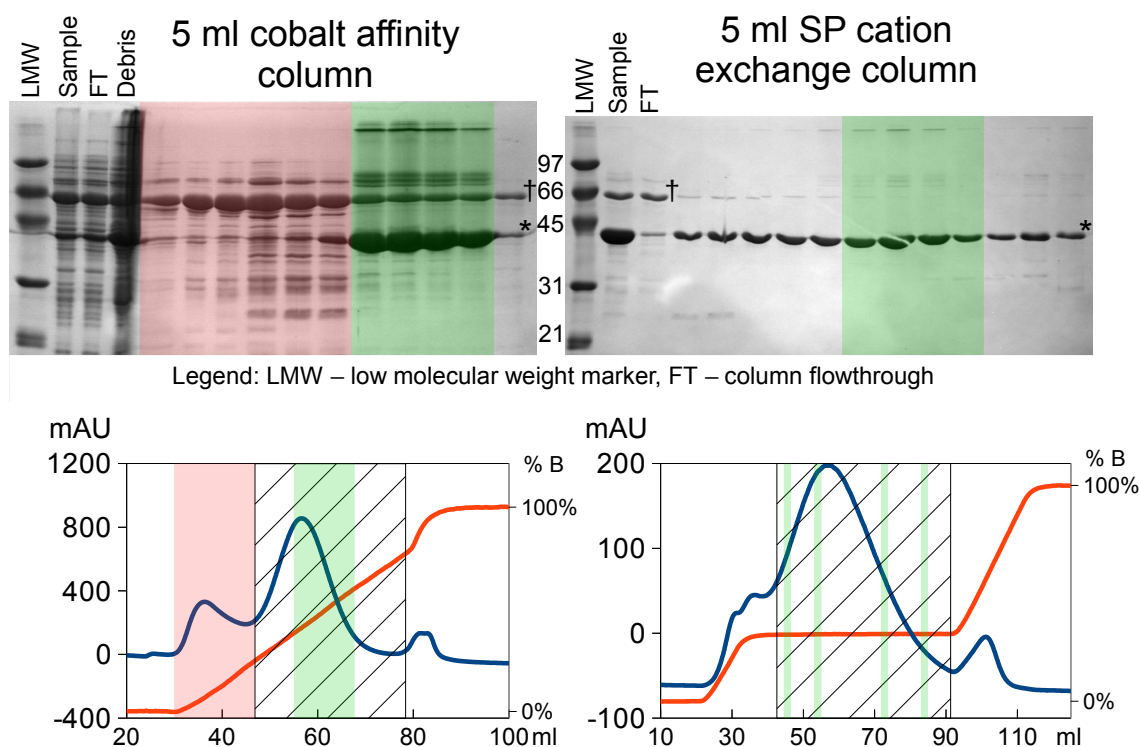 5 ml cobalt affinity
column
5 ml SP cation
exchange column
LMW
Sample
FT
Debris
LMW
Sample
FT
†
*
97
66
45
31
21
†
*
Legend: LMW – low molecular weight marker, FT – column flowthrough
mAU
1200
800
400
0
-400
% B
100%
0%
20
40
60
80
100 ml
mAU
200
100
0
-100
% B
100%
0%
10
30
50
70
90
110
ml